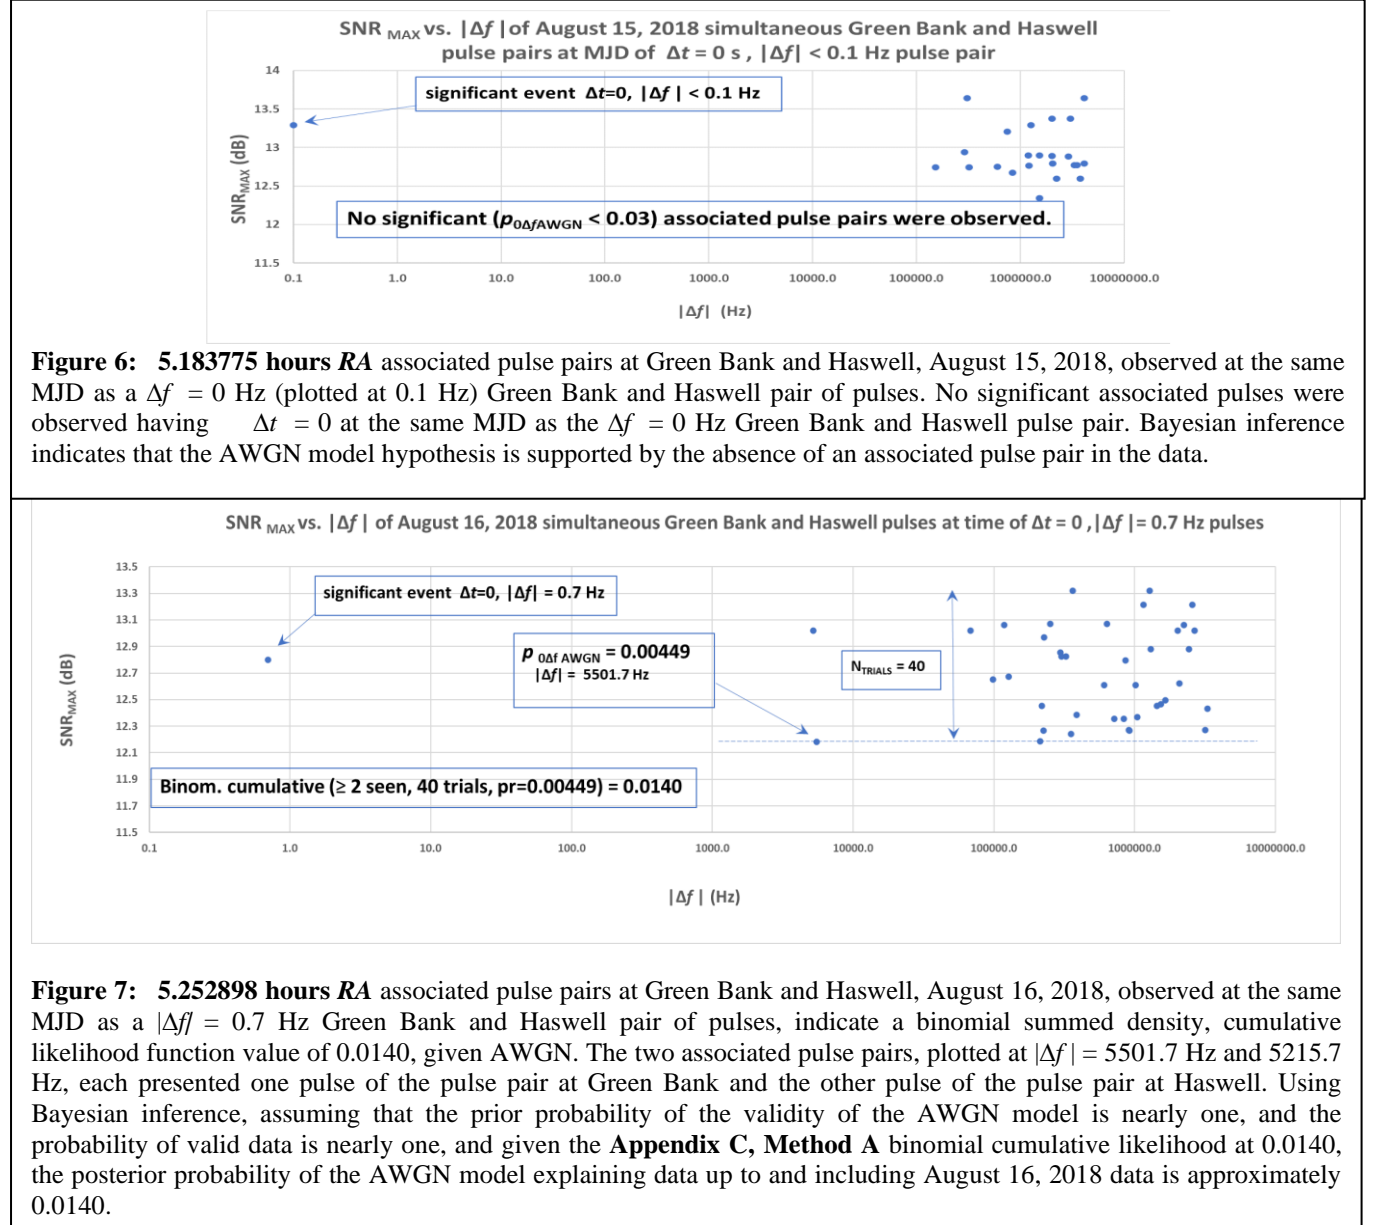 SNR MAX vs. |Δf | of August 15, 2018 simultaneous Green Bank and Haswell
pulse pairs at MJD of Δt = 0 s , |Δf| < 0.1 Hz pulse pair
14
significant event Δt=0, |Δf | < 0.1 Hz
13.5
13
SNRMAX (dB)
12.5
No significant (p0ΔfAWGN < 0.03) associated pulse pairs were observed.
12
11.5
0.1 1.0 10.0 100.0 1000.0 10000.0 100000.0 1000000.0 10000000.0
|Δf| (Hz)
Figure 6: 5.183775 hours RA associated pulse pairs at Green Bank and Haswell, August 15, 2018, observed at the same
MJD as a Δf = 0 Hz (plotted at 0.1 Hz) Green Bank and Haswell pair of pulses. No significant associated pulses were
observed having Δt = 0 at the same MJD as the Δf = 0 Hz Green Bank and Haswell pulse pair. Bayesian inference
indicates that the AWGN model hypothesis is supported by the absence of an associated pulse pair in the data.
SNR MAX vs. |Δf | of August 16, 2018 simultaneous Green Bank and Haswell pulses at time of Δt = 0 ,|Δf |= 0.7 Hz pulses
13.5
13.3
significant event Δt=0, |Δf| = 0.7 Hz
13.1
12.9
p 0Δf AWGN = 0.00449
|Δf| = 5501.7 Hz
NTRIALS = 40
12.7
SNRMAX (dB)
12.5
12.3
12.1
11.9
Binom. cumulative (≥ 2 seen, 40 trials, pr=0.00449) = 0.0140
11.7
11.5
0.1 1.0 10.0 100.0 1000.0 10000.0 100000.0 1000000.0 10000000.0
|Δf | (Hz)
Figure 7: 5.252898 hours RA associated pulse pairs at Green Bank and Haswell, August 16, 2018, observed at the same
MJD as a |Δf| = 0.7 Hz Green Bank and Haswell pair of pulses, indicate a binomial summed density, cumulative
likelihood function value of 0.0140, given AWGN. The two associated pulse pairs, plotted at |Δf | = 5501.7 Hz and 5215.7
Hz, each presented one pulse of the pulse pair at Green Bank and the other pulse of the pulse pair at Haswell. Using
Bayesian inference, assuming that the prior probability of the validity of the AWGN model is nearly one, and the
probability of valid data is nearly one, and given the Appendix C, Method A binomial cumulative likelihood at 0.0140,
the posterior probability of the AWGN model explaining data up to and including August 16, 2018 data is approximately
0.0140.